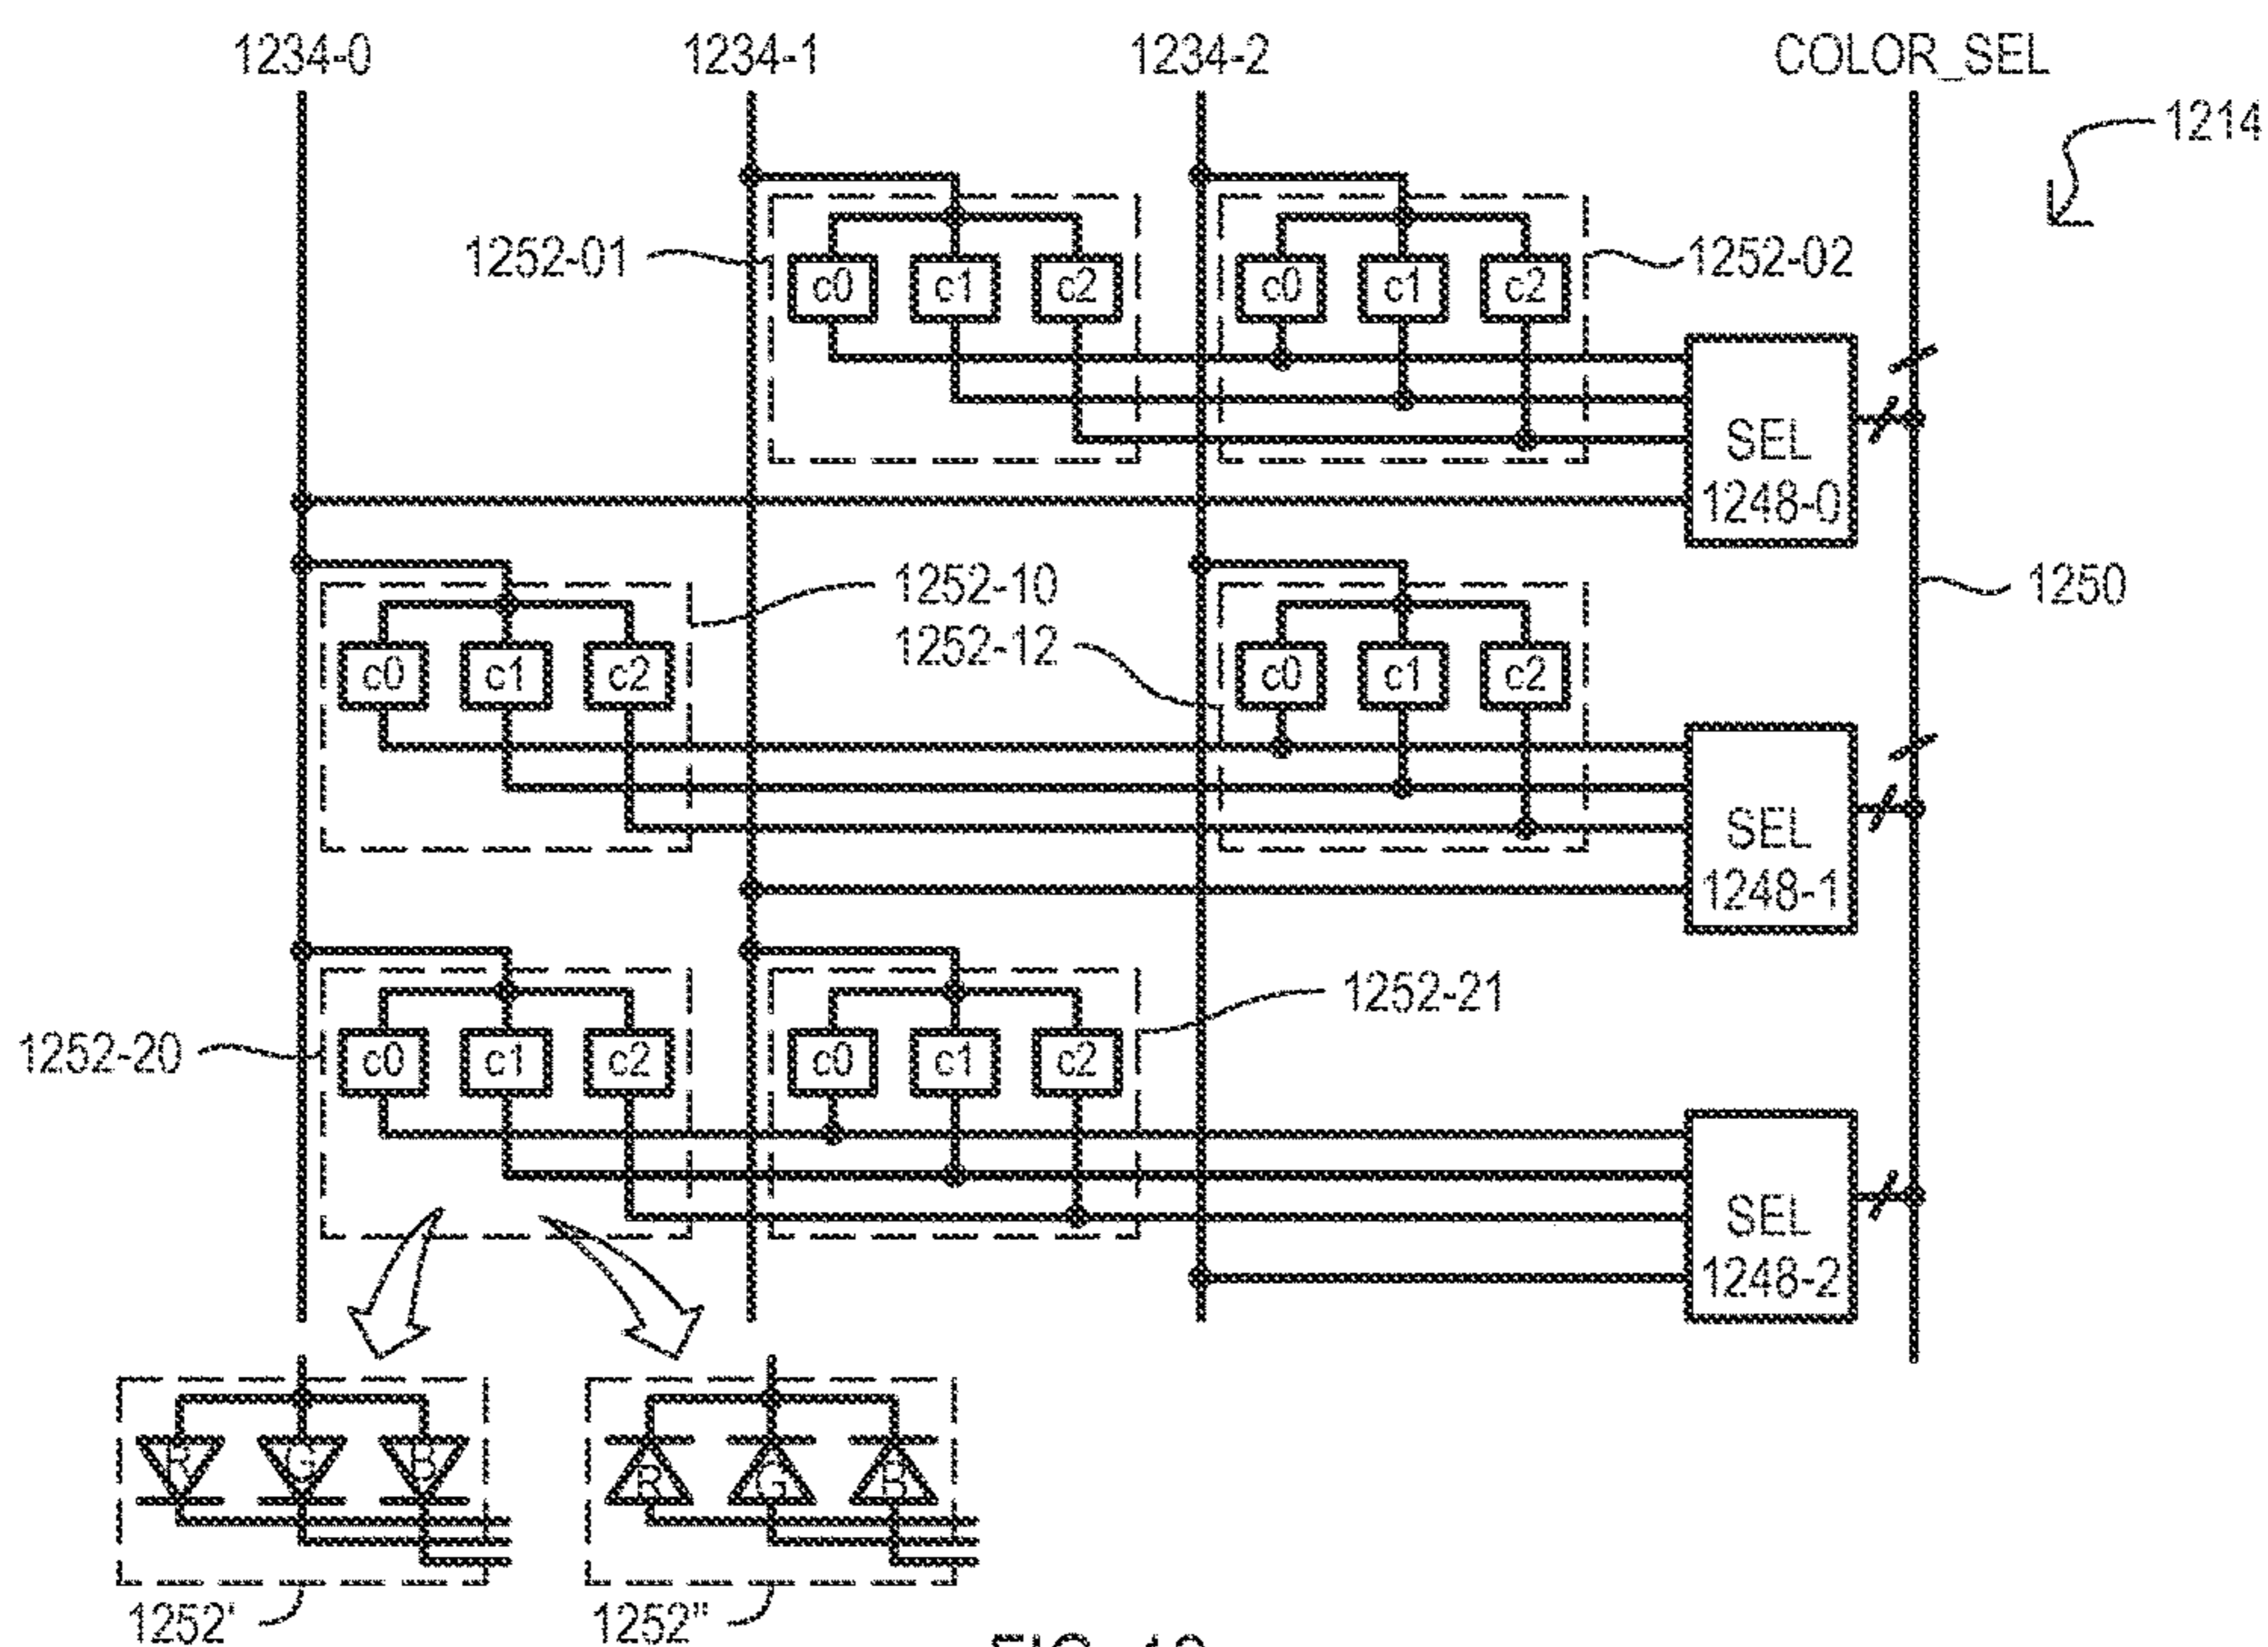 1234-0 1234-1 1234-2 COLOR_SEL
1214
1252-01 1252-02
c0 c1 c2 c0 c1 c2
SEL
1248-0
1252-10
1250
1252-12
c0 c1 c2 c0 c1 c2
SEL
1248-1
1252-21
1252-20
c0 c1 c2 c0 c1 c2
SEL
1248-2
R G B R G B
1252' 1252"